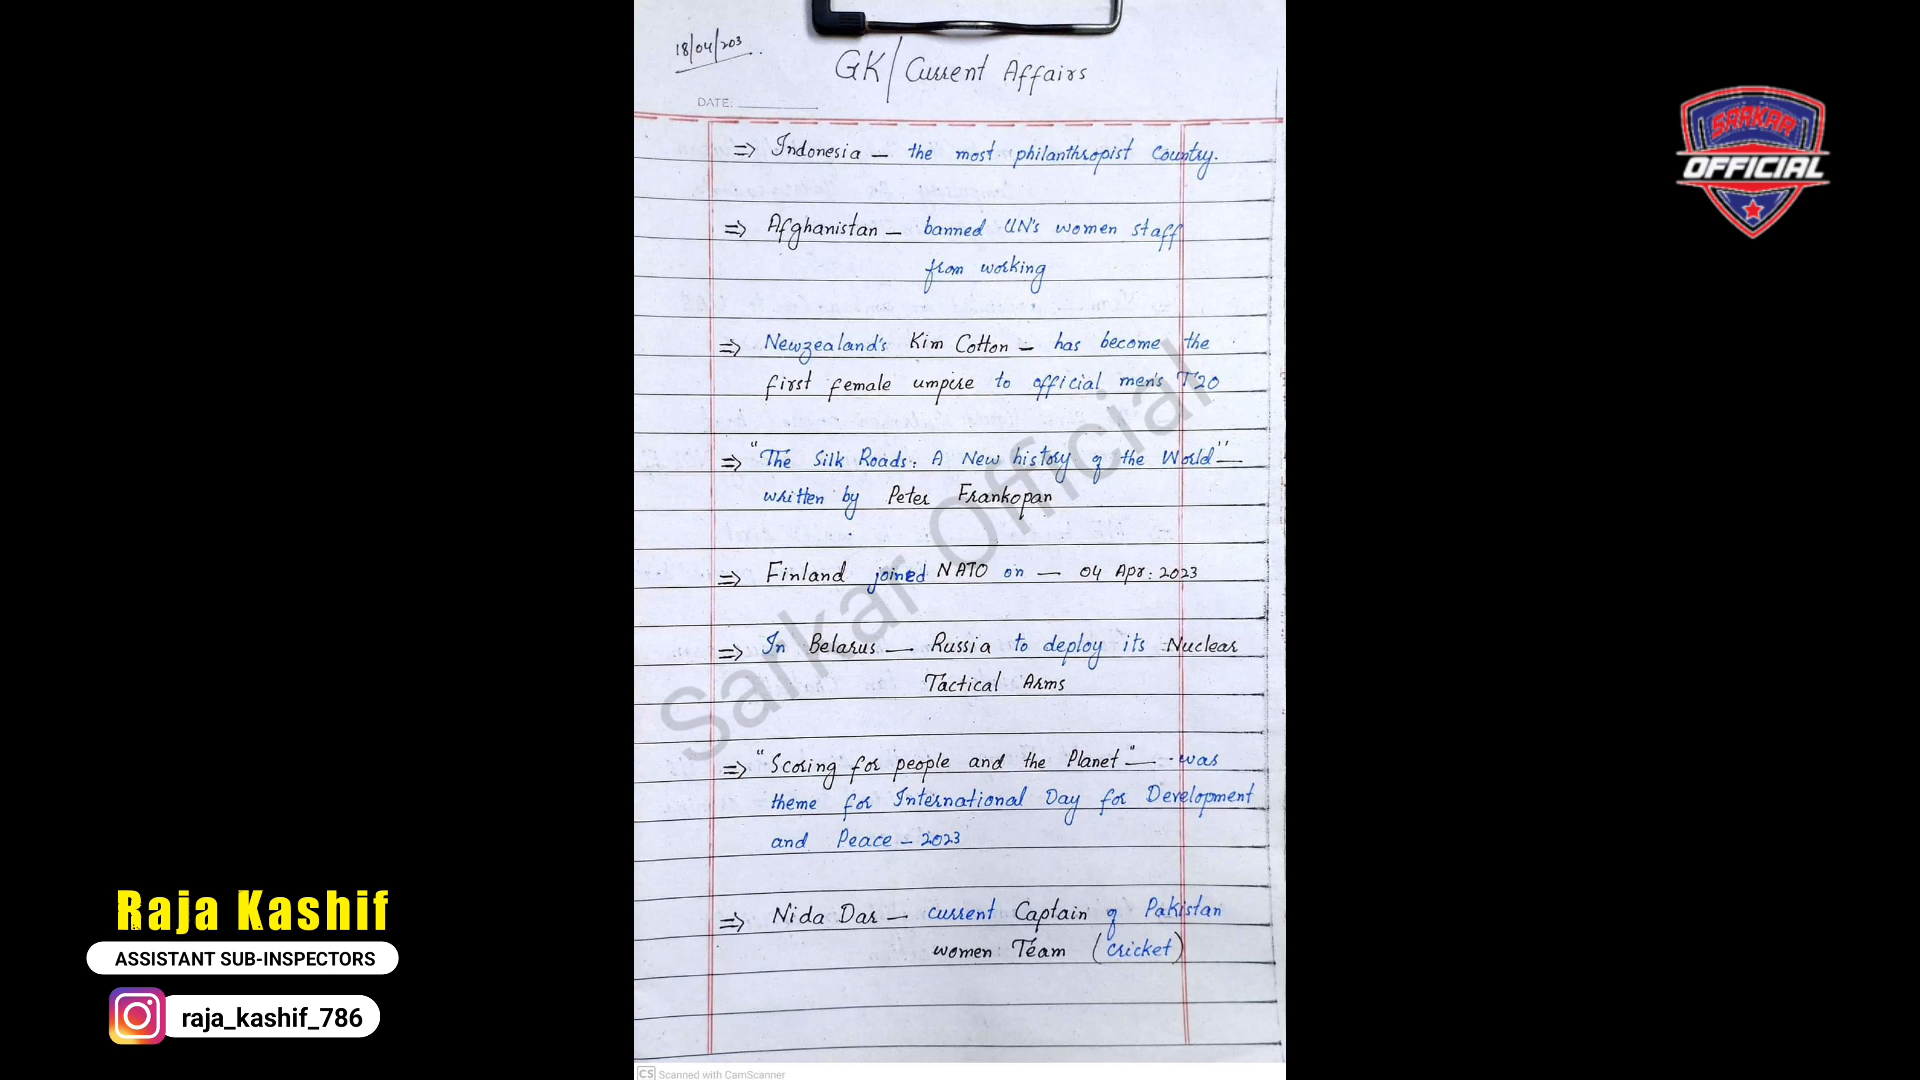 18/04/203
GK/Current Affairs
DATE:
⇒ Indonesia — the most philanthropist Country.
⇒ Afghanistan — banned UN's women staff
from working
⇒ Newzealand's Kim Cotton — has become the
first female umpire to official men's T20
⇒ "The Silk Roads: A New history of the World" —
written by Peter Frankopan
⇒ Finland joined NATO on — 04 Apr: 2023
⇒ In Belarus — Russia to deploy its Nuclear
Tactical Arms
⇒ "Scoring for people and the Planet" — was
theme for International Day for Development
and Peace – 2023
⇒ Nida Dar — current Captain of Pakistan
women Team (cricket)
Sarkar Official
CS Scanned with CamScanner
SARKAR
OFFICIAL
Raja Kashif
ASSISTANT SUB-INSPECTORS
raja_kashif_786